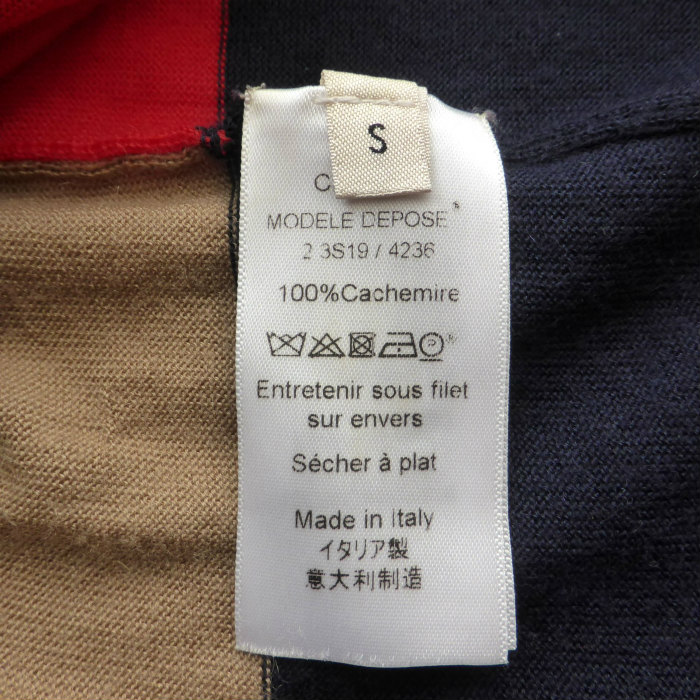 S
MODELE DEPOSE
2 3S19 / 4236
100%Cachemire
P
Entretenir sous filet
sur envers
Sécher à plat
Made in Italy
イタリア製
意大利制造